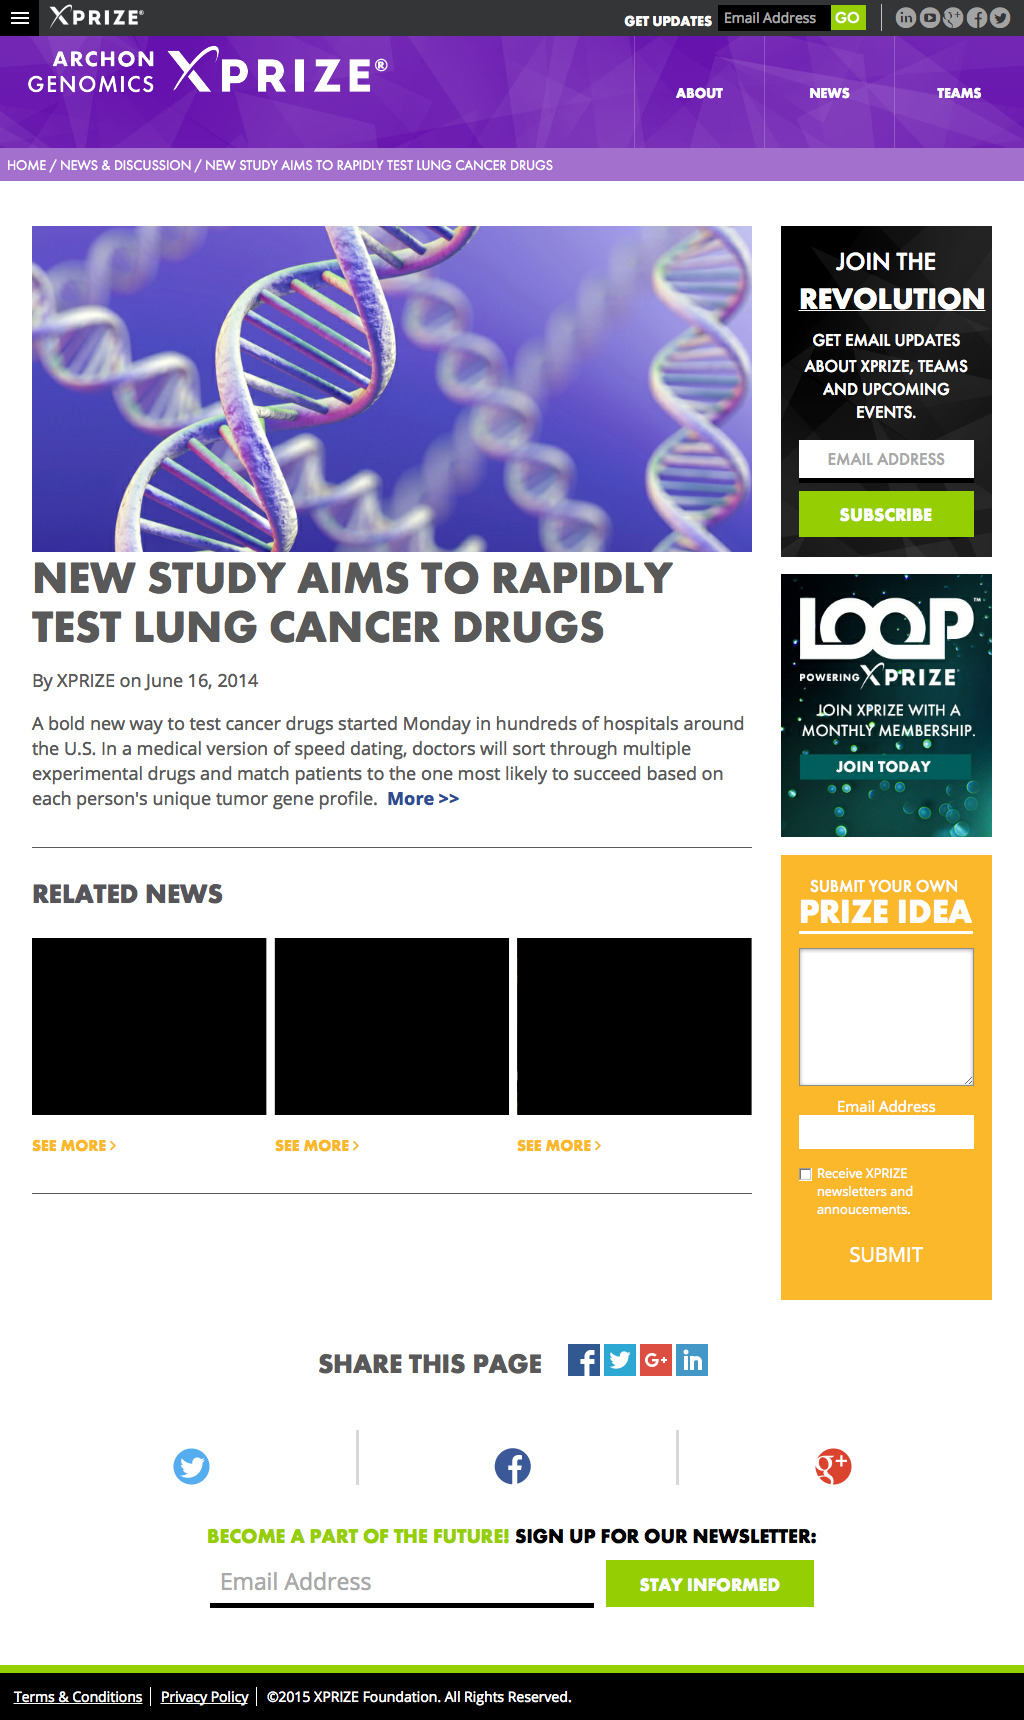 XPRIZE®
GET UPDATES
Email Address
GO
ARCHON
GENOMICS
XPRIZE®
ABOUT
NEWS
TEAMS
HOME / NEWS & DISCUSSION / NEW STUDY AIMS TO RAPIDLY TEST LUNG CANCER DRUGS
NEW STUDY AIMS TO RAPIDLY
TEST LUNG CANCER DRUGS
By XPRIZE on June 16, 2014
A bold new way to test cancer drugs started Monday in hundreds of hospitals around
the U.S. In a medical version of speed dating, doctors will sort through multiple
experimental drugs and match patients to the one most likely to succeed based on
each person's unique tumor gene profile. More >>
RELATED NEWS
SEE MORE >
SEE MORE >
SEE MORE >
JOIN THE
REVOLUTION
GET EMAIL UPDATES
ABOUT XPRIZE, TEAMS
AND UPCOMING
EVENTS.
EMAIL ADDRESS
SUBSCRIBE
LOOP™
POWERING XPRIZE
JOIN XPRIZE WITH A
MONTHLY MEMBERSHIP.
JOIN TODAY
SUBMIT YOUR OWN
PRIZE IDEA
Email Address
Receive XPRIZE
newsletters and
annoucements.
SUBMIT
SHARE THIS PAGE
BECOME A PART OF THE FUTURE! SIGN UP FOR OUR NEWSLETTER:
Email Address
STAY INFORMED
Terms & Conditions
Privacy Policy
©2015 XPRIZE Foundation. All Rights Reserved.